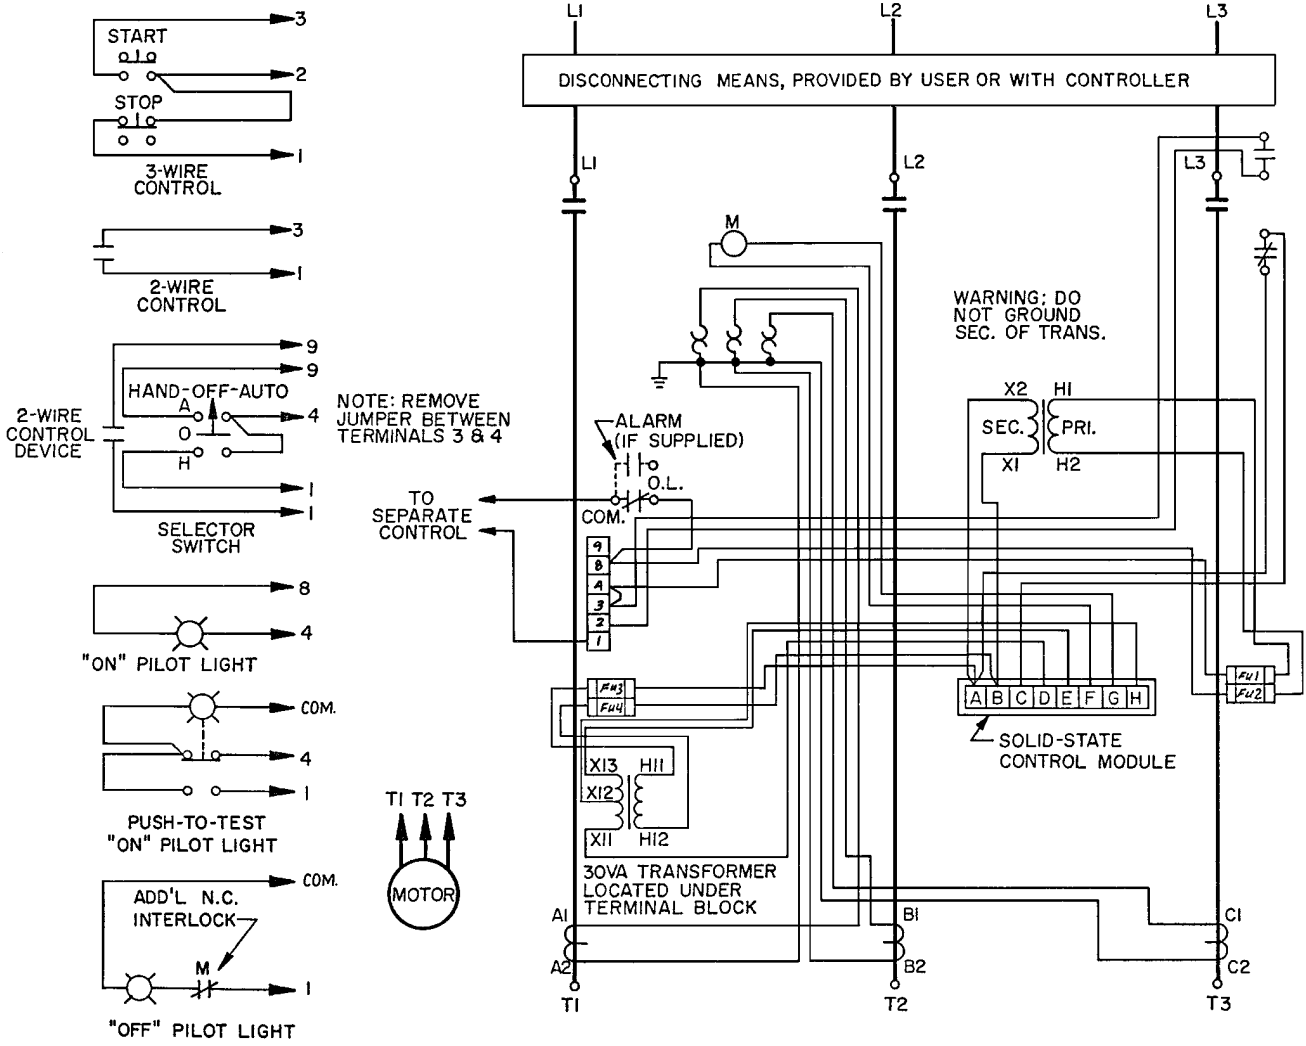 3
START
2
STOP
1
3-WIRE
CONTROL
3
1
2-WIRE
CONTROL
9
9
HAND-OFF-AUTO
A
4
O
H
2-WIRE
CONTROL
DEVICE
1
1
SELECTOR
SWITCH
NOTE: REMOVE
JUMPER BETWEEN
TERMINALS 3 & 4
8
4
"ON" PILOT LIGHT
COM.
4
1
PUSH-TO-TEST
"ON" PILOT LIGHT
COM.
ADD'L N.C.
INTERLOCK
M
1
"OFF" PILOT LIGHT
T1 T2 T3
MOTOR
L1
L2
L3
DISCONNECTING MEANS, PROVIDED BY USER OR WITH CONTROLLER
L1
L2
L3
M
WARNING: DO
NOT GROUND
SEC. OF TRANS.
X2
H1
SEC.
PRI.
X1
H2
ALARM
(IF SUPPLIED)
O.L.
COM.
TO
SEPARATE
CONTROL
9
8
4
3
2
1
FU3
FU4
FU1
FU2
A B C D E F G H
SOLID-STATE
CONTROL MODULE
X13
H11
X12
X11
H12
30VA TRANSFORMER
LOCATED UNDER
TERMINAL BLOCK
A1
B1
C1
A2
B2
C2
T1
T2
T3